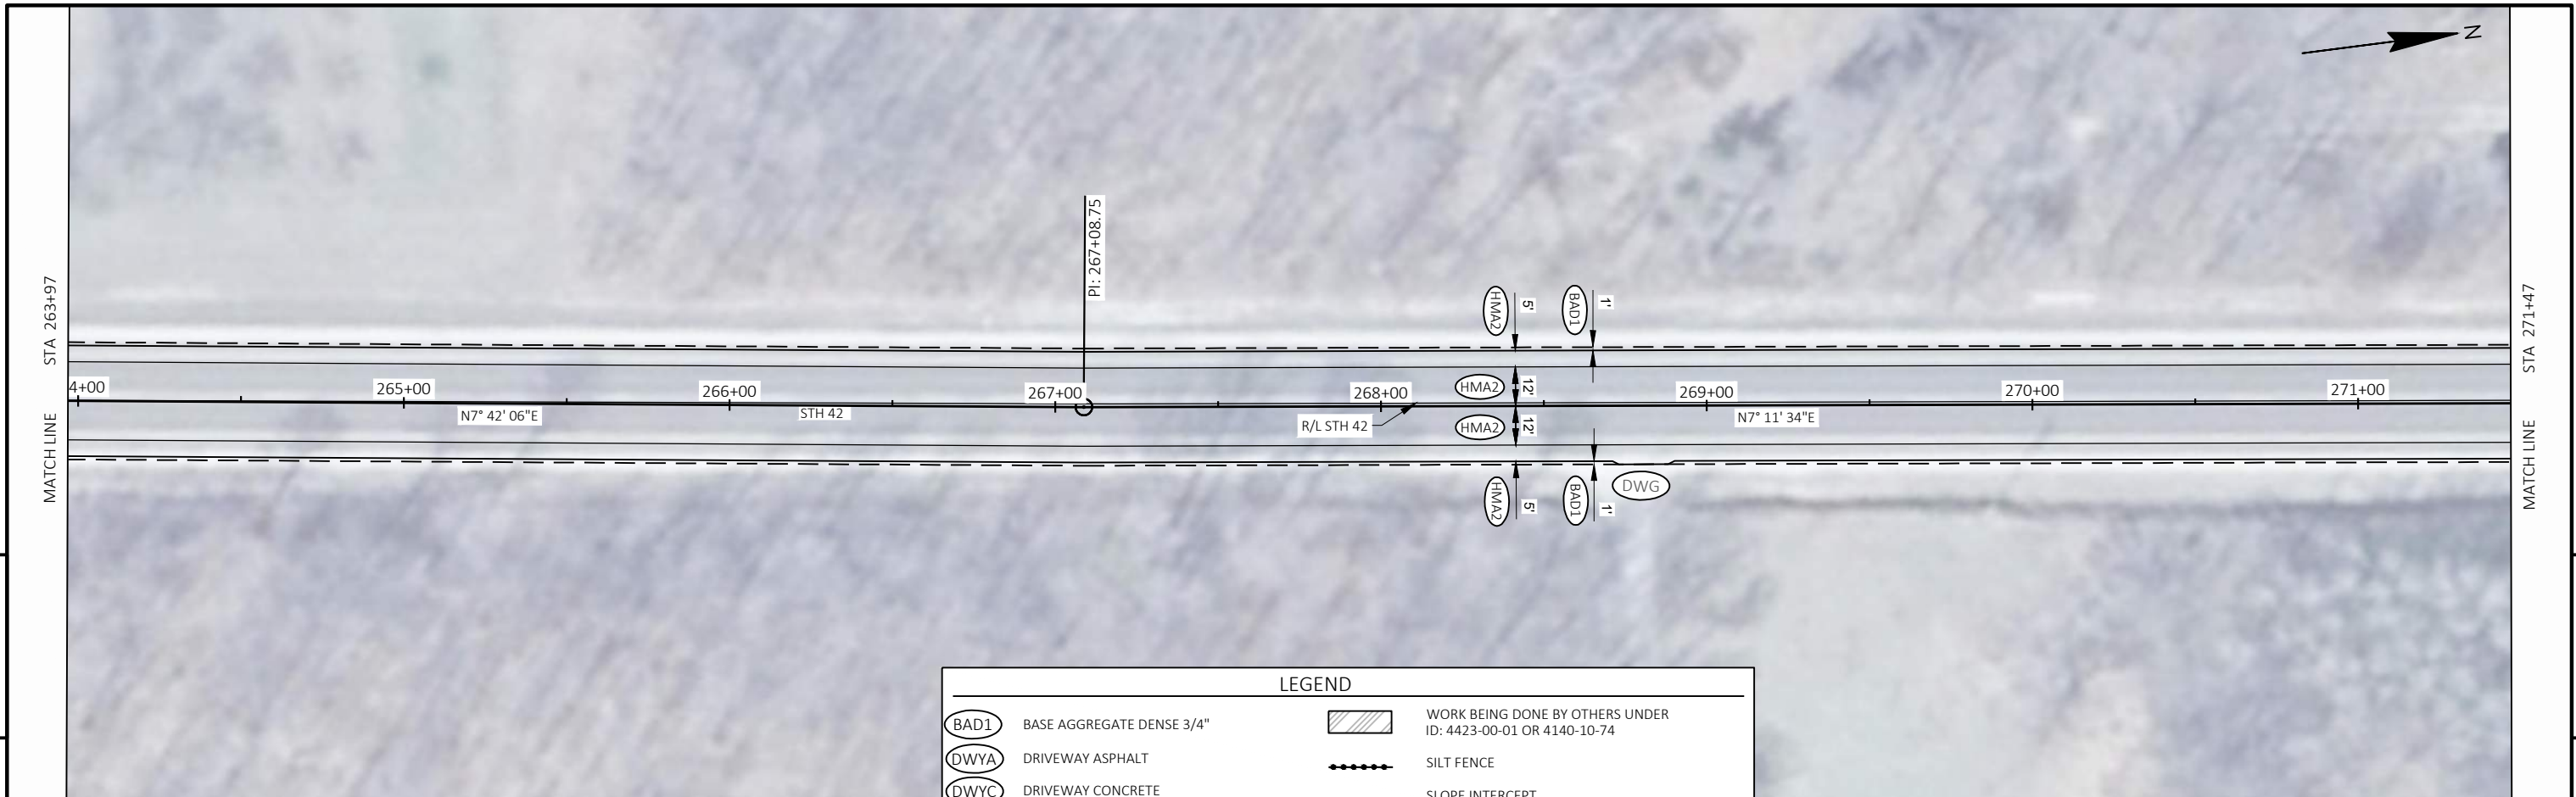 N
STA 263+97
MATCH LINE
PI: 267+08.75
HMA2
5'
BAD1
1'
STA 271+47
MATCH LINE
4+00
265+00
266+00
267+00
268+00
269+00
270+00
271+00
HMA2
12'
N7° 42' 06"E
STH 42
R/L STH 42
HMA2
12'
N7° 11' 34"E
HMA2
5'
BAD1
1'
DWG
LEGEND
BAD1 BASE AGGREGATE DENSE 3/4"
DWYA DRIVEWAY ASPHALT
DWYC DRIVEWAY CONCRETE
WORK BEING DONE BY OTHERS UNDER
ID: 4423-00-01 OR 4140-10-74
SILT FENCE
SLOPE INTERCEPT